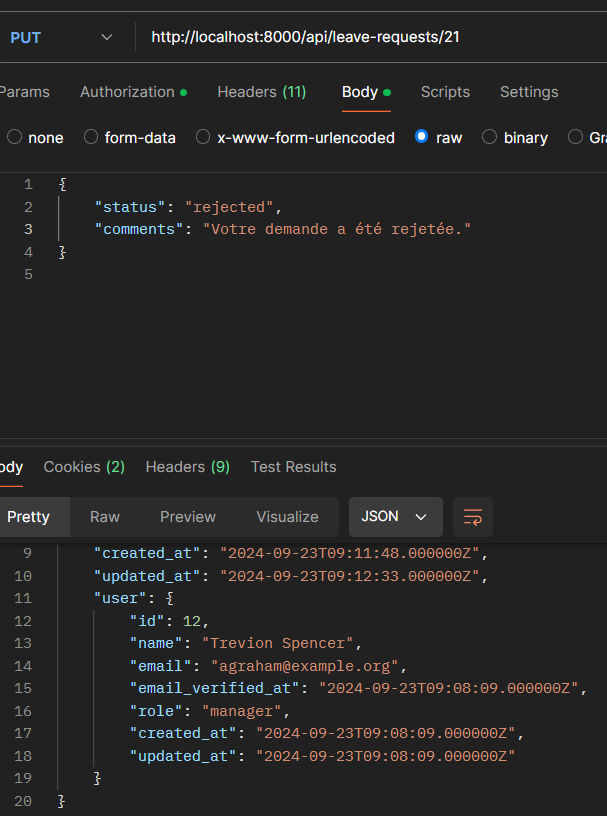 PUT http://localhost:8000/api/leave-requests/21
Params Authorization Headers (11) Body Scripts Settings
none form-data x-www-form-urlencoded raw binary Gr
1 {
2 "status": "rejected",
3 "comments": "Votre demande a été rejetée."
4 }
5
ody Cookies (2) Headers (9) Test Results
Pretty Raw Preview Visualize JSON
9 "created_at": "2024-09-23T09:11:48.000000Z",
10 "updated_at": "2024-09-23T09:12:33.000000Z",
11 "user": {
12 "id": 12,
13 "name": "Trevion Spencer",
14 "email": "agraham@example.org",
15 "email_verified_at": "2024-09-23T09:08:09.000000Z",
16 "role": "manager",
17 "created_at": "2024-09-23T09:08:09.000000Z",
18 "updated_at": "2024-09-23T09:08:09.000000Z"
19 }
20 }